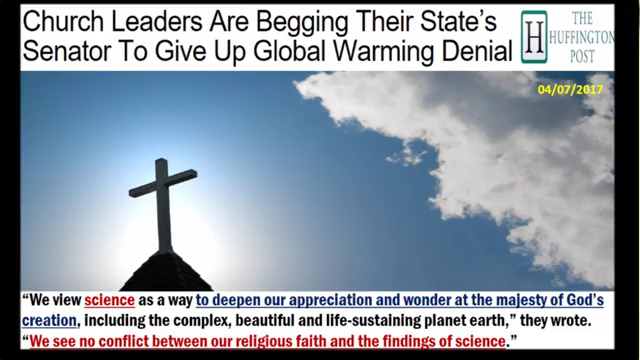 Church Leaders Are Begging Their State's
Senator To Give Up Global Warming Denial
H THE
HUFFINGTON
POST
04/07/2017
“We view science as a way to deepen our appreciation and wonder at the majesty of God’s
creation, including the complex, beautiful and life-sustaining planet earth,” they wrote.
“We see no conflict between our religious faith and the findings of science.”